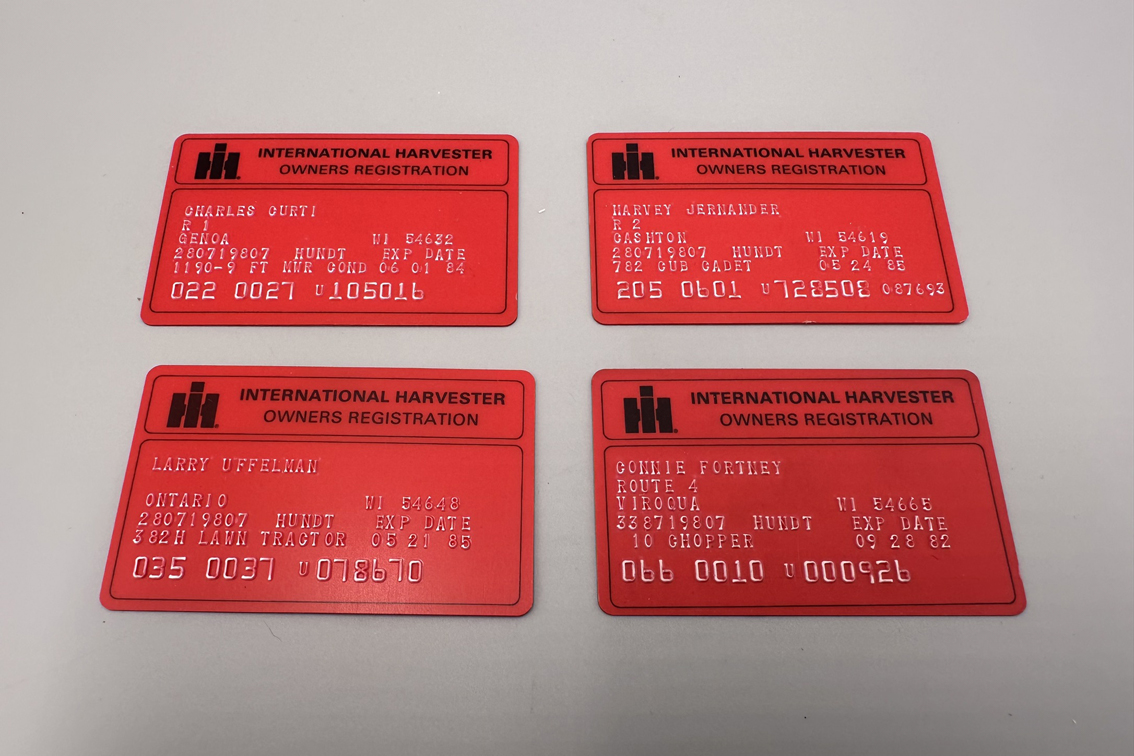 INTERNATIONAL HARVESTER
OWNERS REGISTRATION
CHARLES CURTI
R 1
GENOA WI 54632
280719807 HUNDT EXP DATE
1190-9 FT MWR COND 06 01 84
022 0027 U 105016
INTERNATIONAL HARVESTER
OWNERS REGISTRATION
HARVEY JERNANDER
R 2
CASHTON WI 54619
280719807 HUNDT EXP DATE
782 CUB CADET 05 24 85
205 0601 U 728508 087693
INTERNATIONAL HARVESTER
OWNERS REGISTRATION
LARRY UFFELMAN
ONTARIO WI 54648
280719807 HUNDT EXP DATE
382H LAWN TRACTOR 05 21 85
035 0037 U 078670
INTERNATIONAL HARVESTER
OWNERS REGISTRATION
CONNIE FORTNEY
ROUTE 4
VIROQUA WI 54665
338719807 HUNDT EXP DATE
10 CHOPPER 09 28 82
066 0010 U 000926